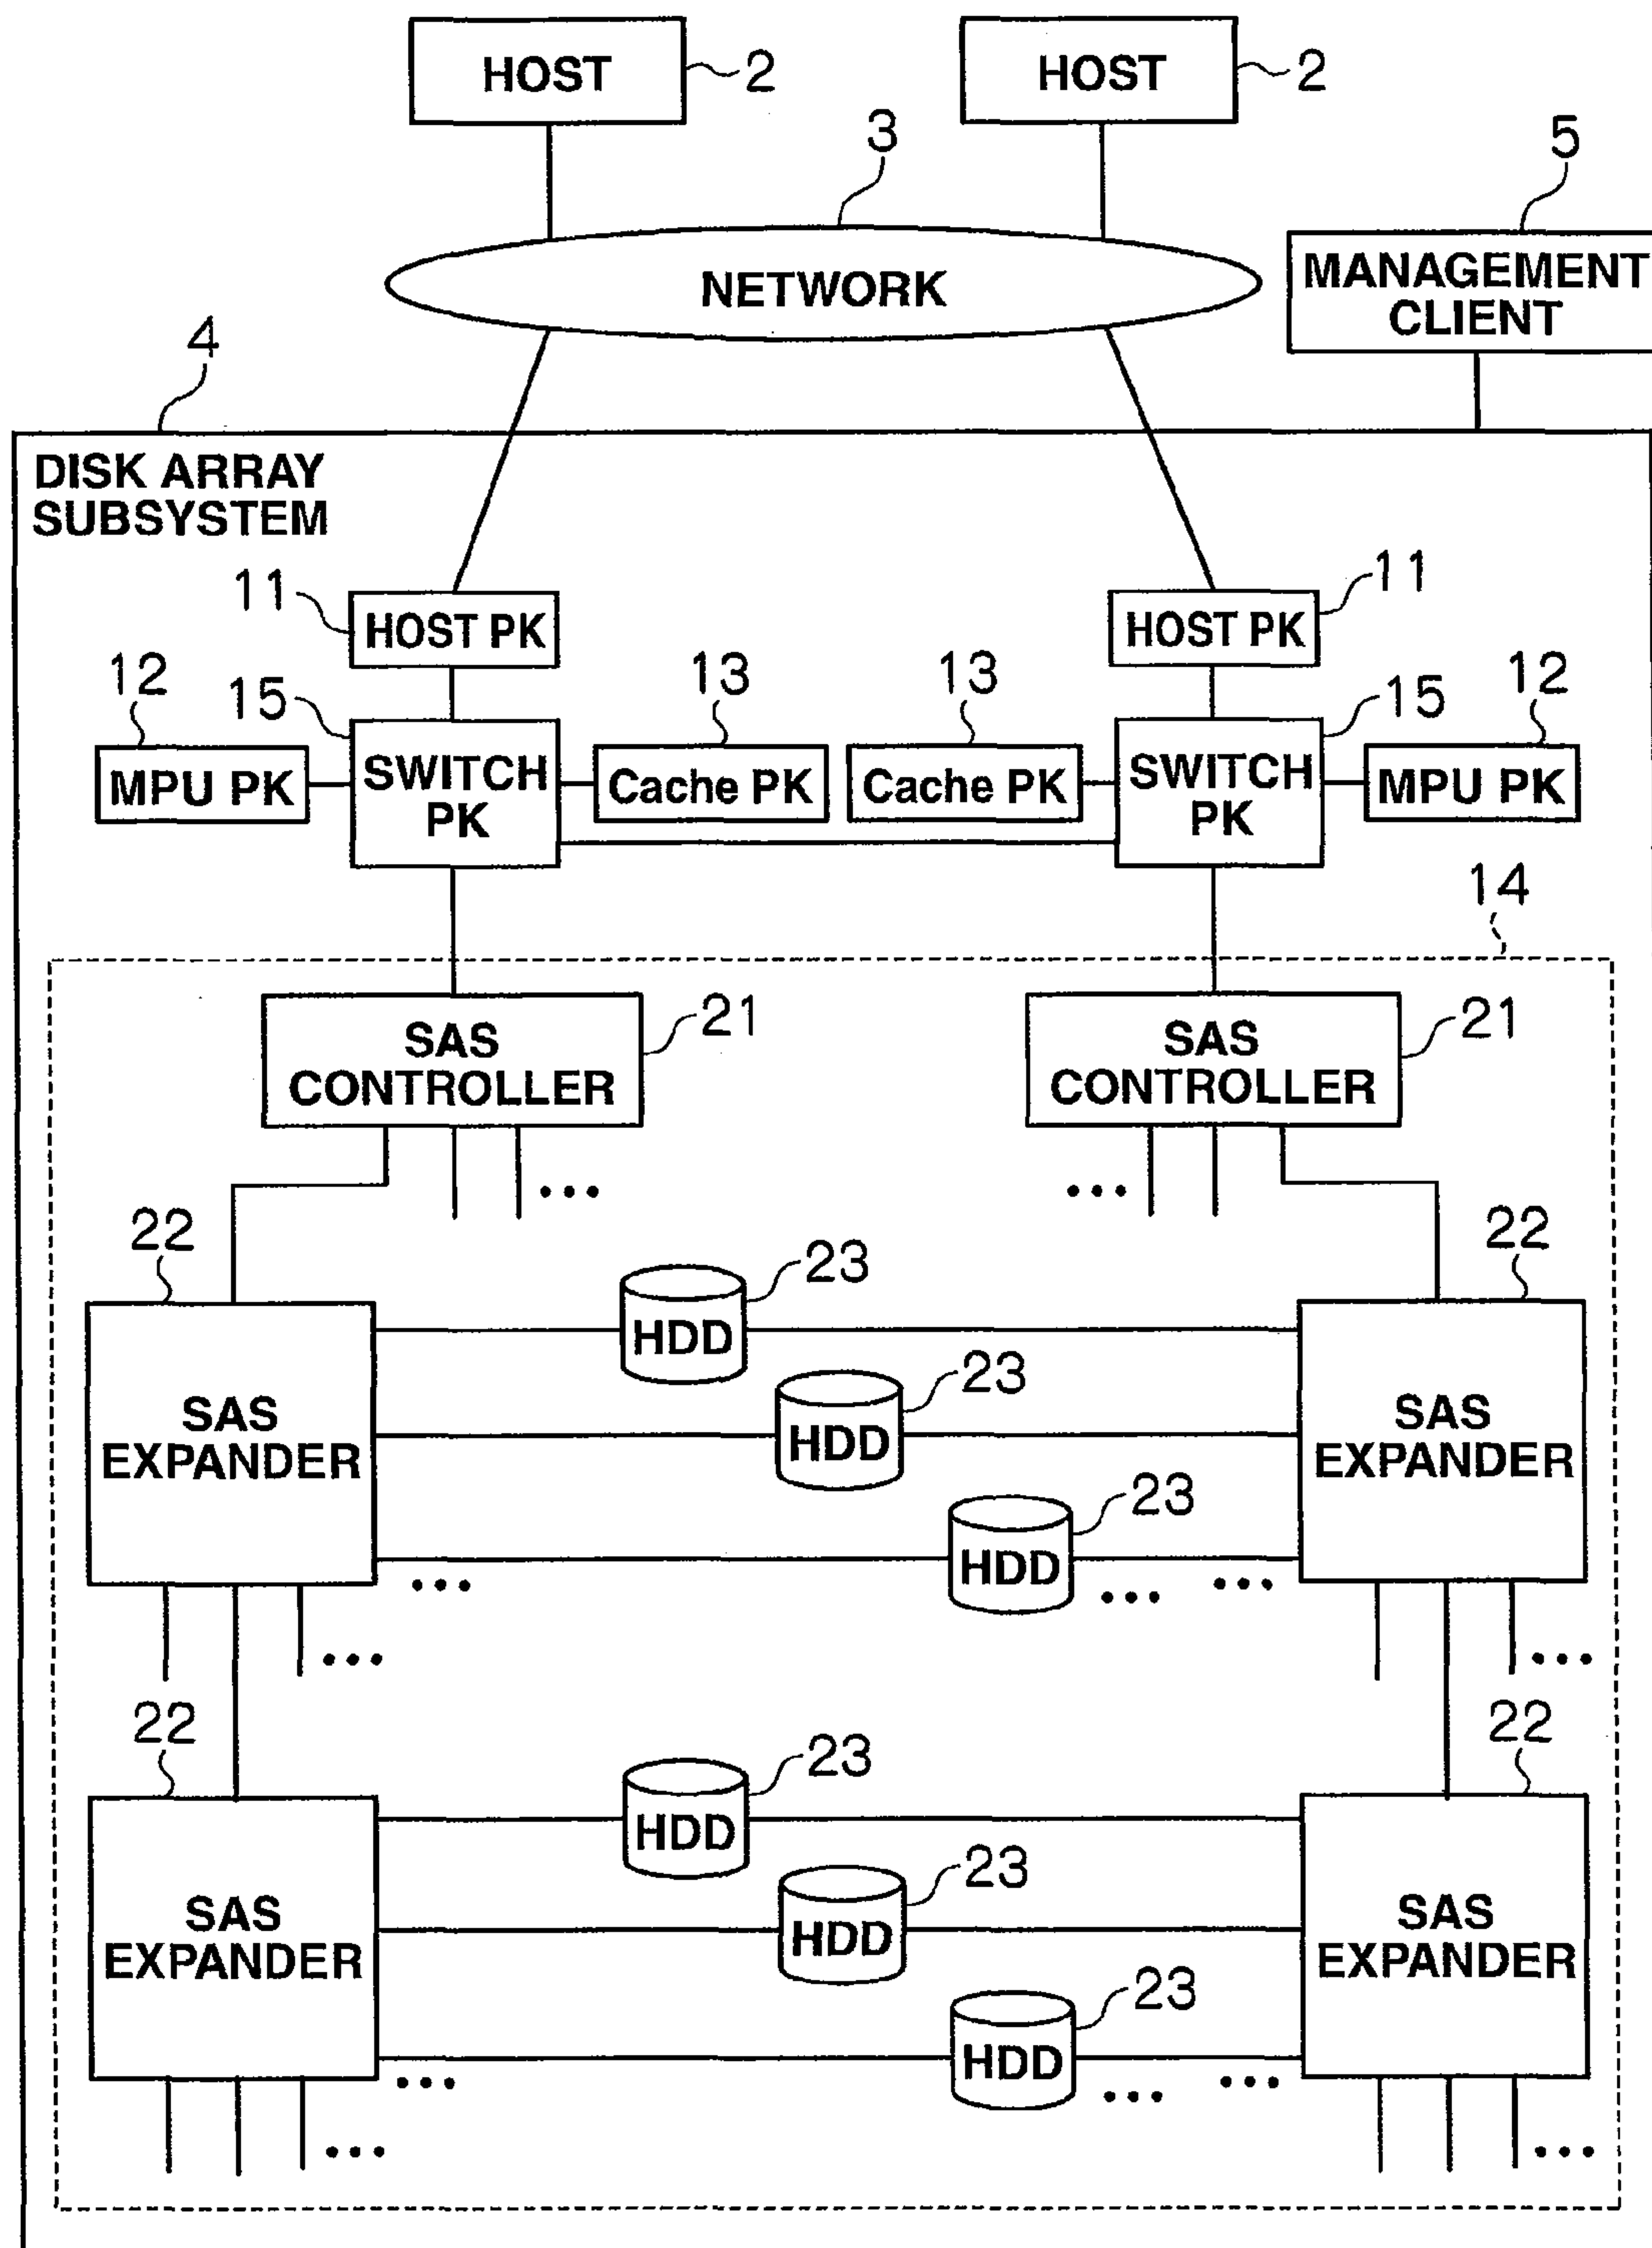 HOST
2
HOST
2
3
5
NETWORK
MANAGEMENT
CLIENT
4
DISK ARRAY
SUBSYSTEM
11
HOST PK
HOST PK
11
12
15
13
13
15
12
MPU PK
SWITCH
PK
Cache PK
Cache PK
SWITCH
PK
MPU PK
14
SAS
CONTROLLER
21
SAS
CONTROLLER
21
•••
•••
22
22
23
HDD
23
HDD
SAS
EXPANDER
SAS
EXPANDER
23
HDD
•••
•••
•••
•••
•••
22
22
23
HDD
23
HDD
SAS
EXPANDER
SAS
EXPANDER
23
HDD
•••
•••
•••
•••
•••